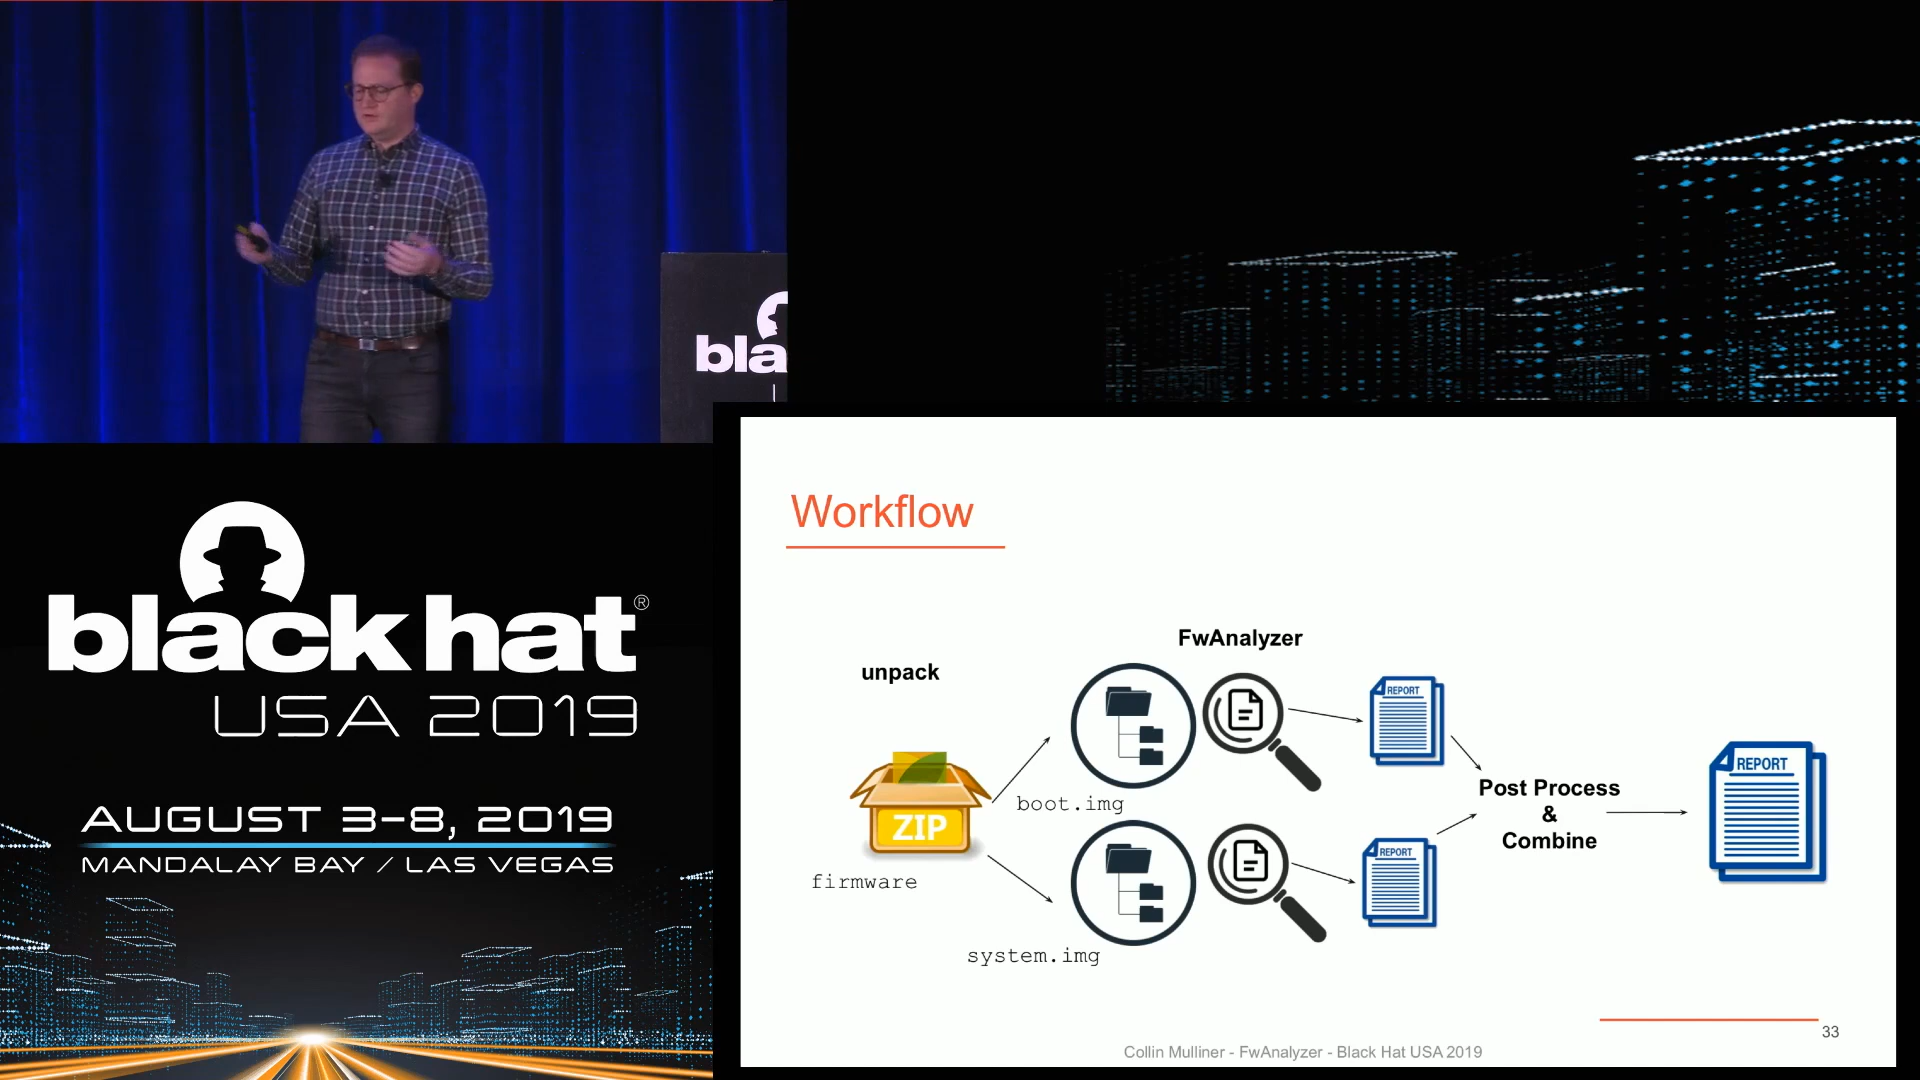 bla
black hat®
USA 2019
AUGUST 3-8, 2019
MANDALAY BAY / LAS VEGAS
Workflow
FwAnalyzer
unpack
REPORT
boot.img
ZIP
firmware
REPORT
system.img
Post Process
&
Combine
REPORT
33
Collin Mulliner - FwAnalyzer - Black Hat USA 2019